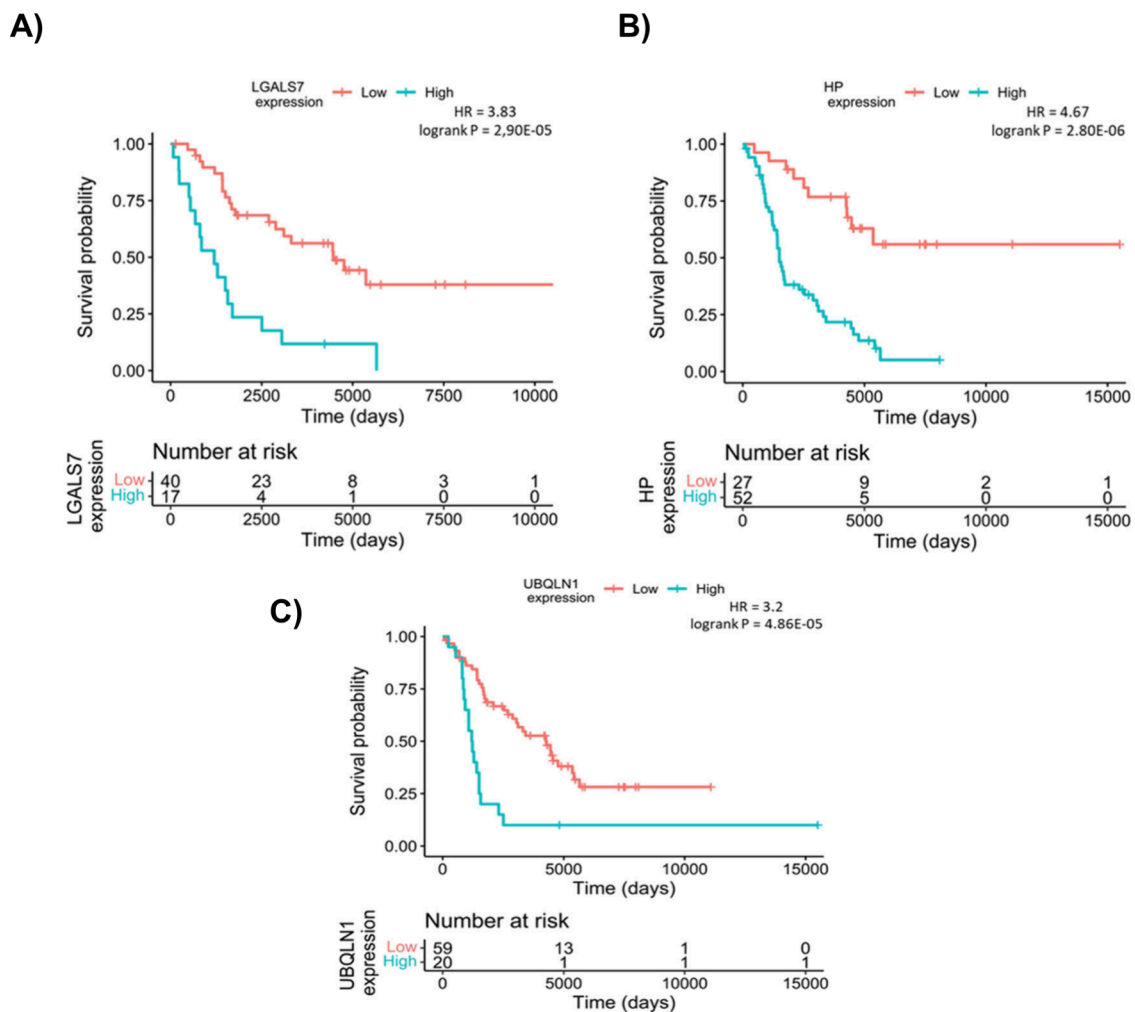 A)
LGALS7
expression
Low High
HR = 3.83
logrank P = 2,90E-05
Survival probability
1.00
0.75
0.50
0.25
0.00
0 2500 5000 7500 10000
Time (days)
Number at risk
LGALS7
expression
Low 40 23 8 3 1
High 17 4 1 0 0
0 2500 5000 7500 10000
Time (days)
B)
HP
expression
Low High
HR = 4.67
logrank P = 2.80E-06
Survival probability
1.00
0.75
0.50
0.25
0.00
0 5000 10000 15000
Time (days)
Number at risk
HP
expression
Low 27 9 2 1
High 52 5 0 0
0 5000 10000 15000
Time (days)
C)
UBQLN1
expression
Low High
HR = 3.2
logrank P = 4.86E-05
Survival probability
1.00
0.75
0.50
0.25
0.00
0 5000 10000 15000
Time (days)
Number at risk
UBQLN1
expression
Low 59 13 1 0
High 20 1 1 1
0 5000 10000 15000
Time (days)